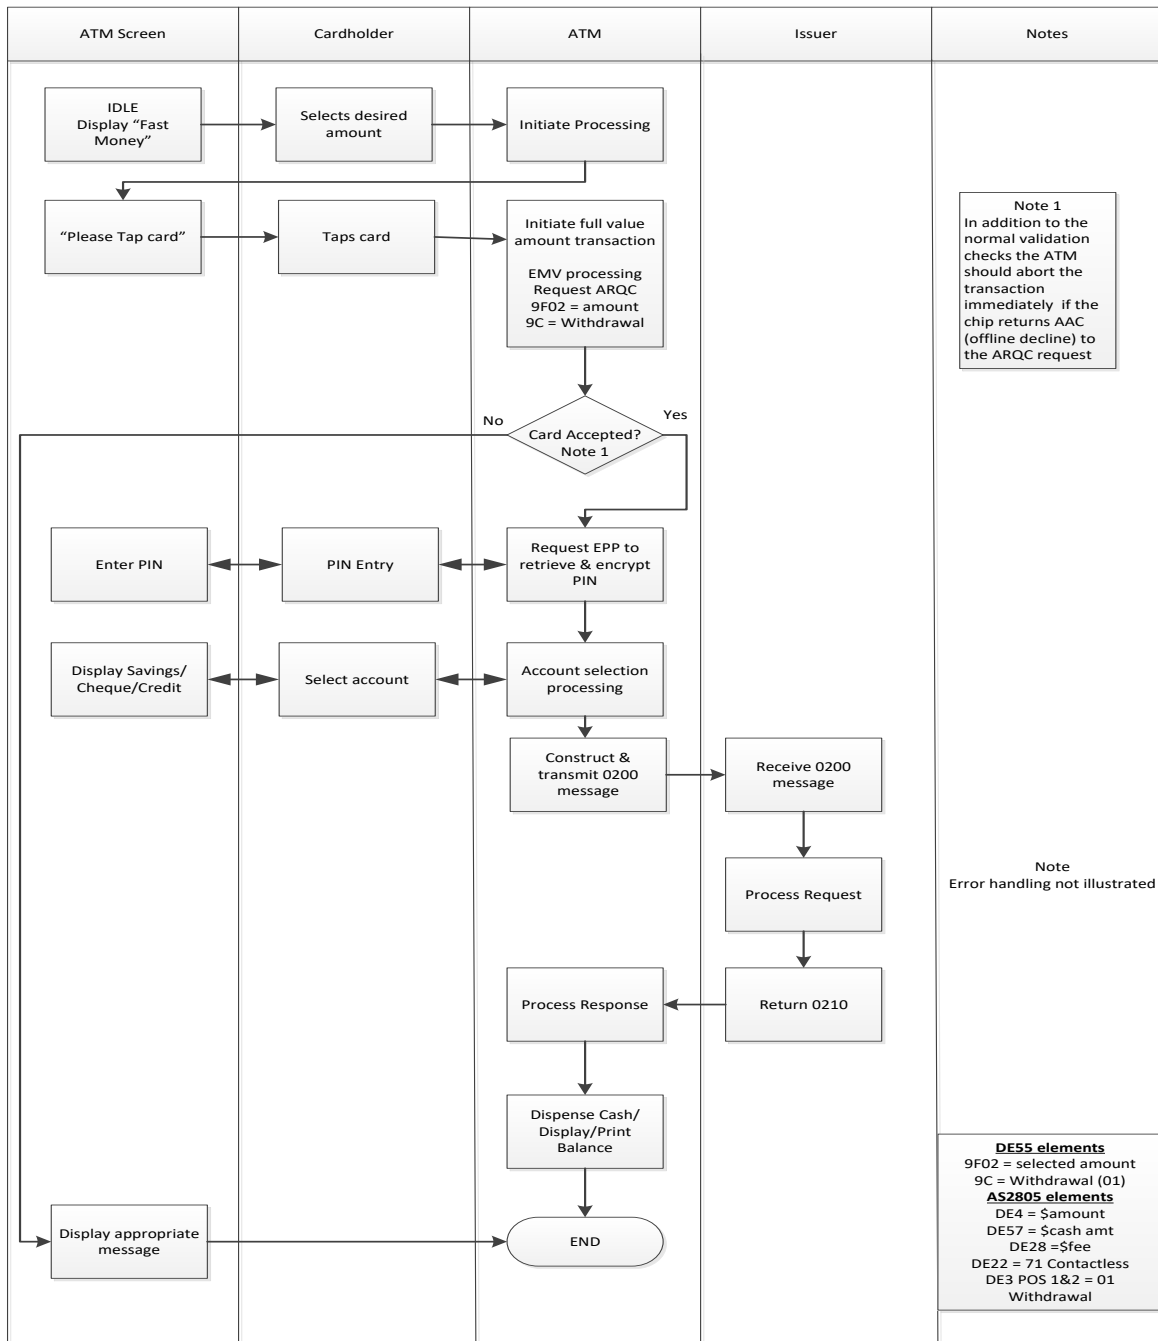 ATM Screen
Cardholder
ATM
Issuer
Notes
IDLE
Display “Fast
Money”
Selects desired
amount
Initiate Processing
“Please Tap card”
Taps card
Initiate full value
amount transaction
EMV processing
Request ARQC
9F02 = amount
9C = Withdrawal
Note 1
In addition to the
normal validation
checks the ATM
should abort the
transaction
immediately if the
chip returns AAC
(offline decline) to
the ARQC request
No
Card Accepted?
Note 1
Yes
Enter PIN
PIN Entry
Request EPP to
retrieve & encrypt
PIN
Display Savings/
Cheque/Credit
Select account
Account selection
processing
Construct &
transmit 0200
message
Receive 0200
message
Process Request
Note
Error handling not illustrated
Process Response
Return 0210
Dispense Cash/
Display/Print
Balance
DE55 elements
9F02 = selected amount
9C = Withdrawal (01)
AS2805 elements
DE4 = $amount
DE57 = $cash amt
DE28 =$fee
DE22 = 71 Contactless
DE3 POS 1&2 = 01
Withdrawal
Display appropriate
message
END